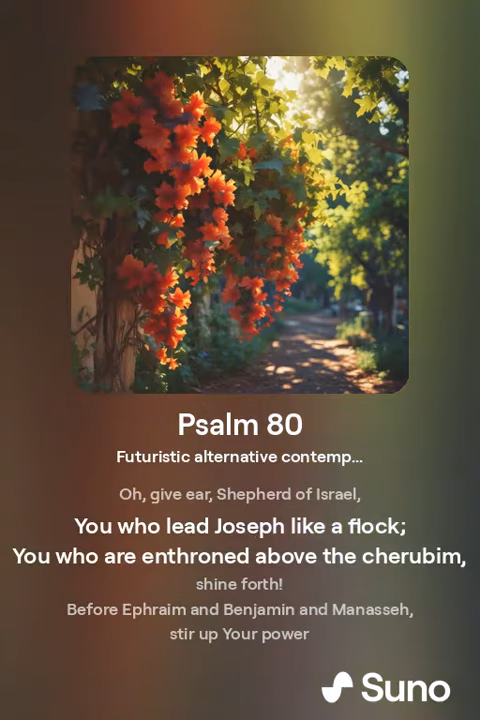 Psalm 80
Futuristic alternative contemp...
Oh, give ear, Shepherd of Israel,
You who lead Joseph like a flock;
You who are enthroned above the cherubim,
shine forth!
Before Ephraim and Benjamin and Manasseh,
stir up Your power
Suno